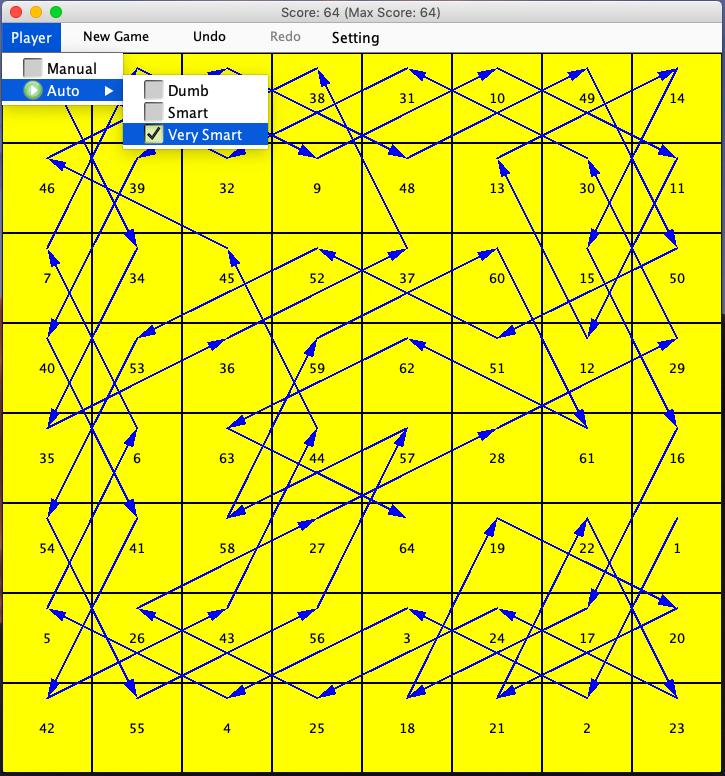 Score: 64 (Max Score: 64)
Player New Game Undo Redo Setting
Manual
Auto
Dumb
Smart
Very Smart
38 31 10 49 14
46 39 32 9 48 13 30 11
7 34 45 52 37 60 15 50
40 53 36 59 62 51 12 29
35 6 63 44 57 28 61 16
54 41 58 27 64 19 22 1
5 26 43 56 3 24 17 20
42 55 4 25 18 21 2 23